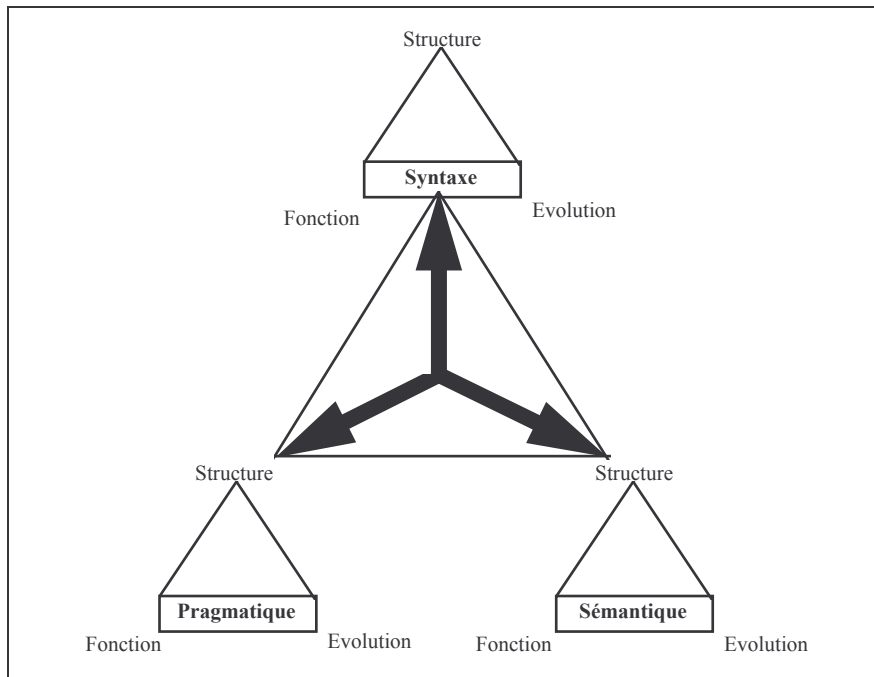 Structure
Syntaxe
Fonction
Evolution
Structure
Structure
Pragmatique
Sémantique
Fonction
Evolution
Fonction
Evolution